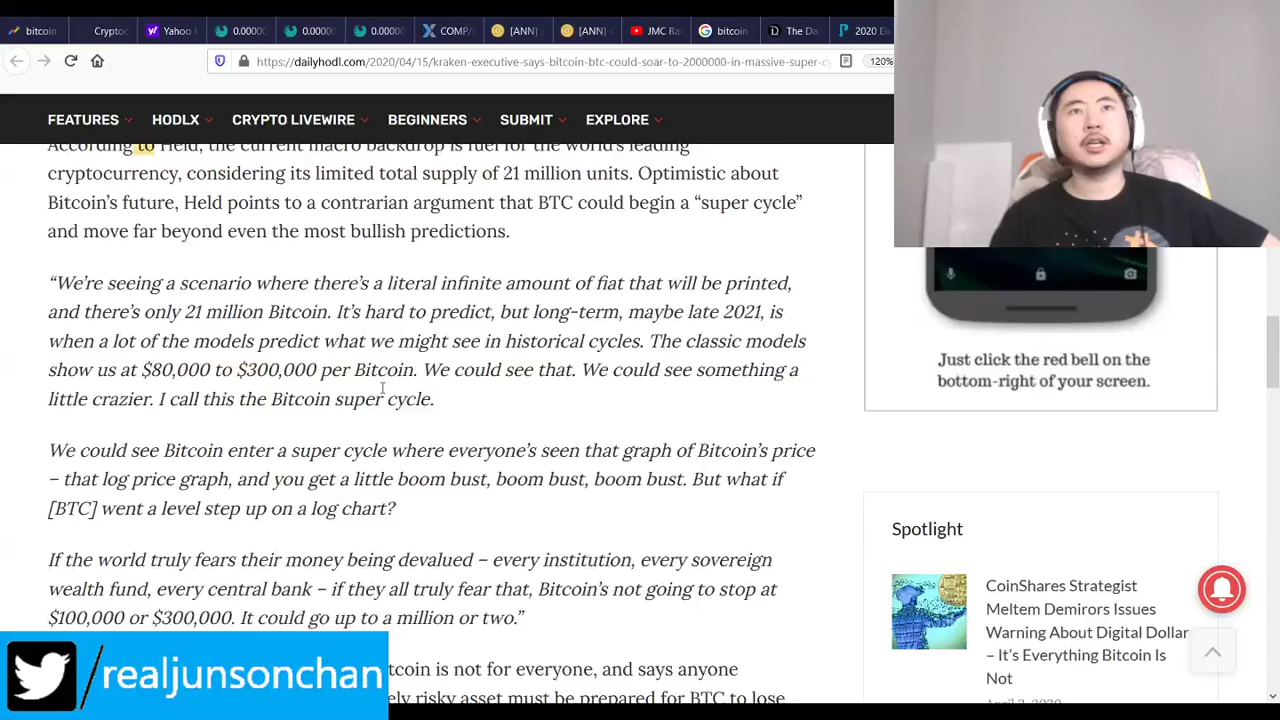 bitcoin
Cryptoc
Yahoo
0.00000
0.00000
0.00000
COMP/
[ANN]
[ANN]
JMC Ra
bitcoin
The Da
2020 El
https://dailyhodl.com/2020/04/15/kraken-executive-says-bitcoin-btc-could-soar-to-2000000-in-massive-super-cy
120%
FEATURES HODLX CRYPTO LIVEWIRE BEGINNERS SUBMIT EXPLORE
According to Held, the current macro backdrop is fuel for the world's leading
cryptocurrency, considering its limited total supply of 21 million units. Optimistic about
Bitcoin's future, Held points to a contrarian argument that BTC could begin a “super cycle”
and move far beyond even the most bullish predictions.
“We're seeing a scenario where there's a literal infinite amount of fiat that will be printed,
and there's only 21 million Bitcoin. It's hard to predict, but long-term, maybe late 2021, is
when a lot of the models predict what we might see in historical cycles. The classic models
show us at $80,000 to $300,000 per Bitcoin. We could see that. We could see something a
little crazier. I call this the Bitcoin super cycle.
We could see Bitcoin enter a super cycle where everyone's seen that graph of Bitcoin's price
– that log price graph, and you get a little boom bust, boom bust, boom bust. But what if
[BTC] went a level step up on a log chart?
If the world truly fears their money being devalued – every institution, every sovereign
wealth fund, every central bank – if they all truly fear that, Bitcoin's not going to stop at
$100,000 or $300,000. It could go up to a million or two.”
tcoin is not for everyone, and says anyone
ely risky asset must be prepared for BTC to lose
/realjunsonchan
Just click the red bell on the
bottom-right of your screen.
Spotlight
CoinShares Strategist
Meltem Demirors Issues
Warning About Digital Dollar
– It's Everything Bitcoin Is
Not